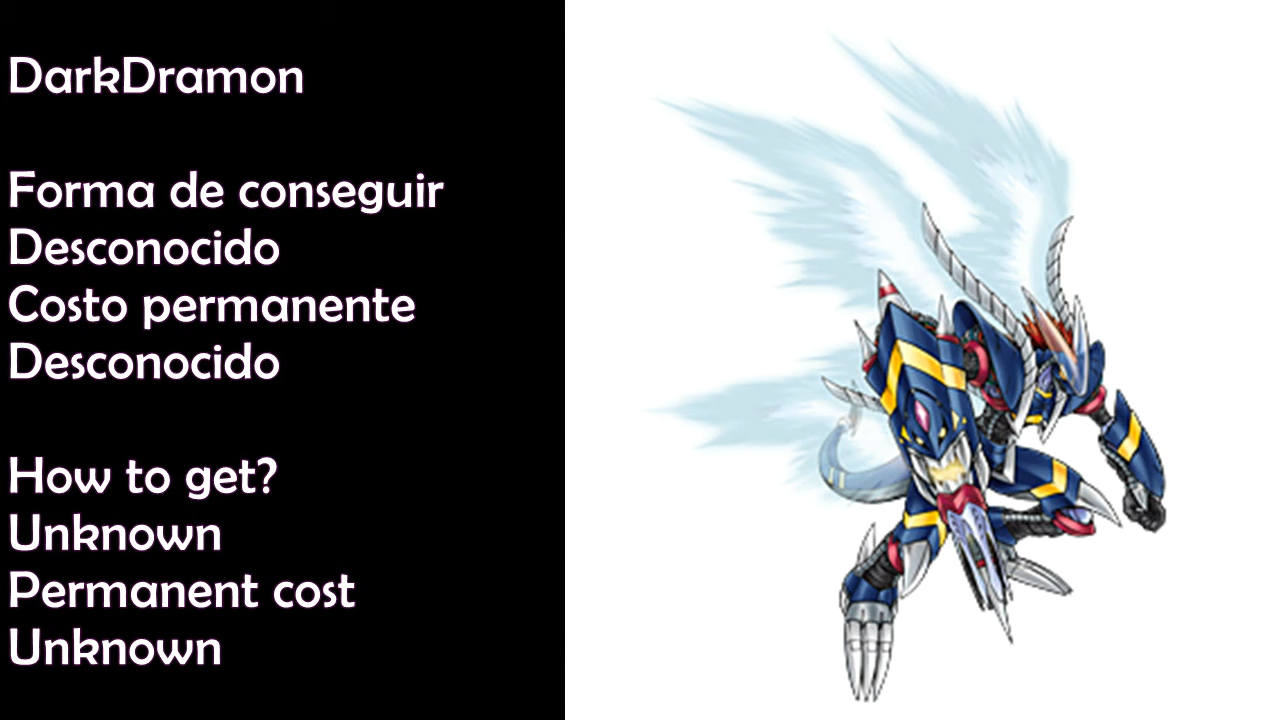 DarkDramon
Forma de conseguir
Desconocido
Costo permanente
Desconocido
How to get?
Unknown
Permanent cost
Unknown